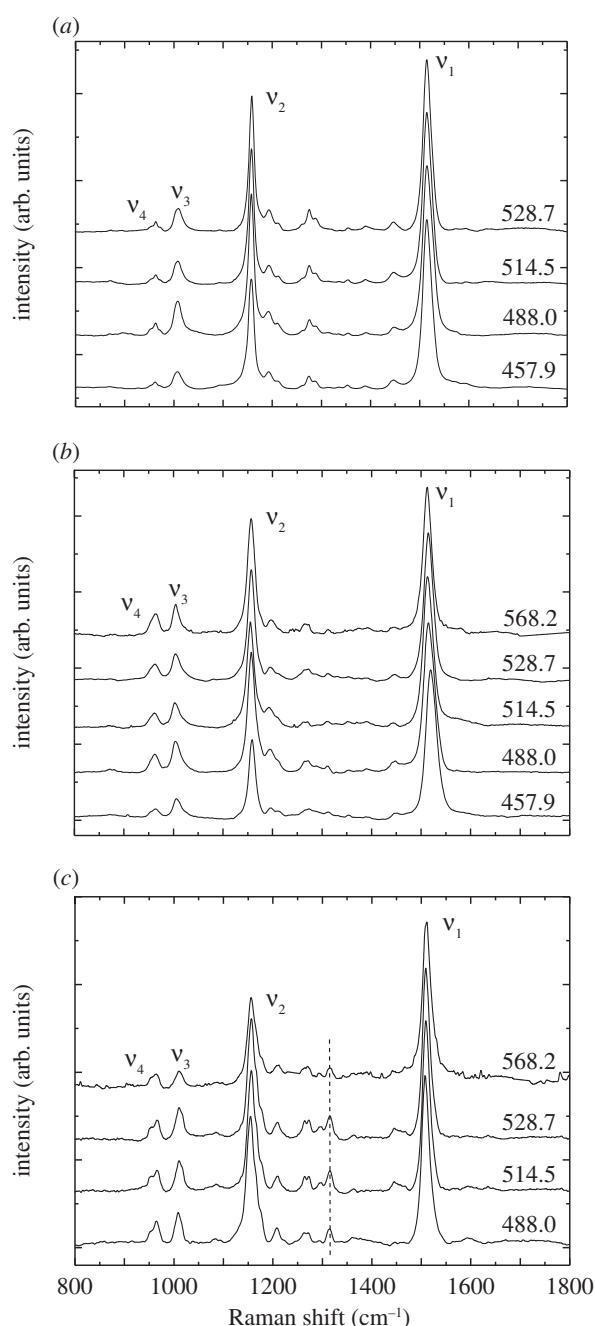 (a)
intensity (arb. units)
ν4
ν3
ν2
ν1
528.7
514.5
488.0
457.9
(b)
intensity (arb. units)
ν4
ν3
ν2
ν1
568.2
528.7
514.5
488.0
457.9
(c)
intensity (arb. units)
ν4
ν3
ν2
ν1
568.2
528.7
514.5
488.0
800 1000 1200 1400 1600 1800
Raman shift (cm–1)